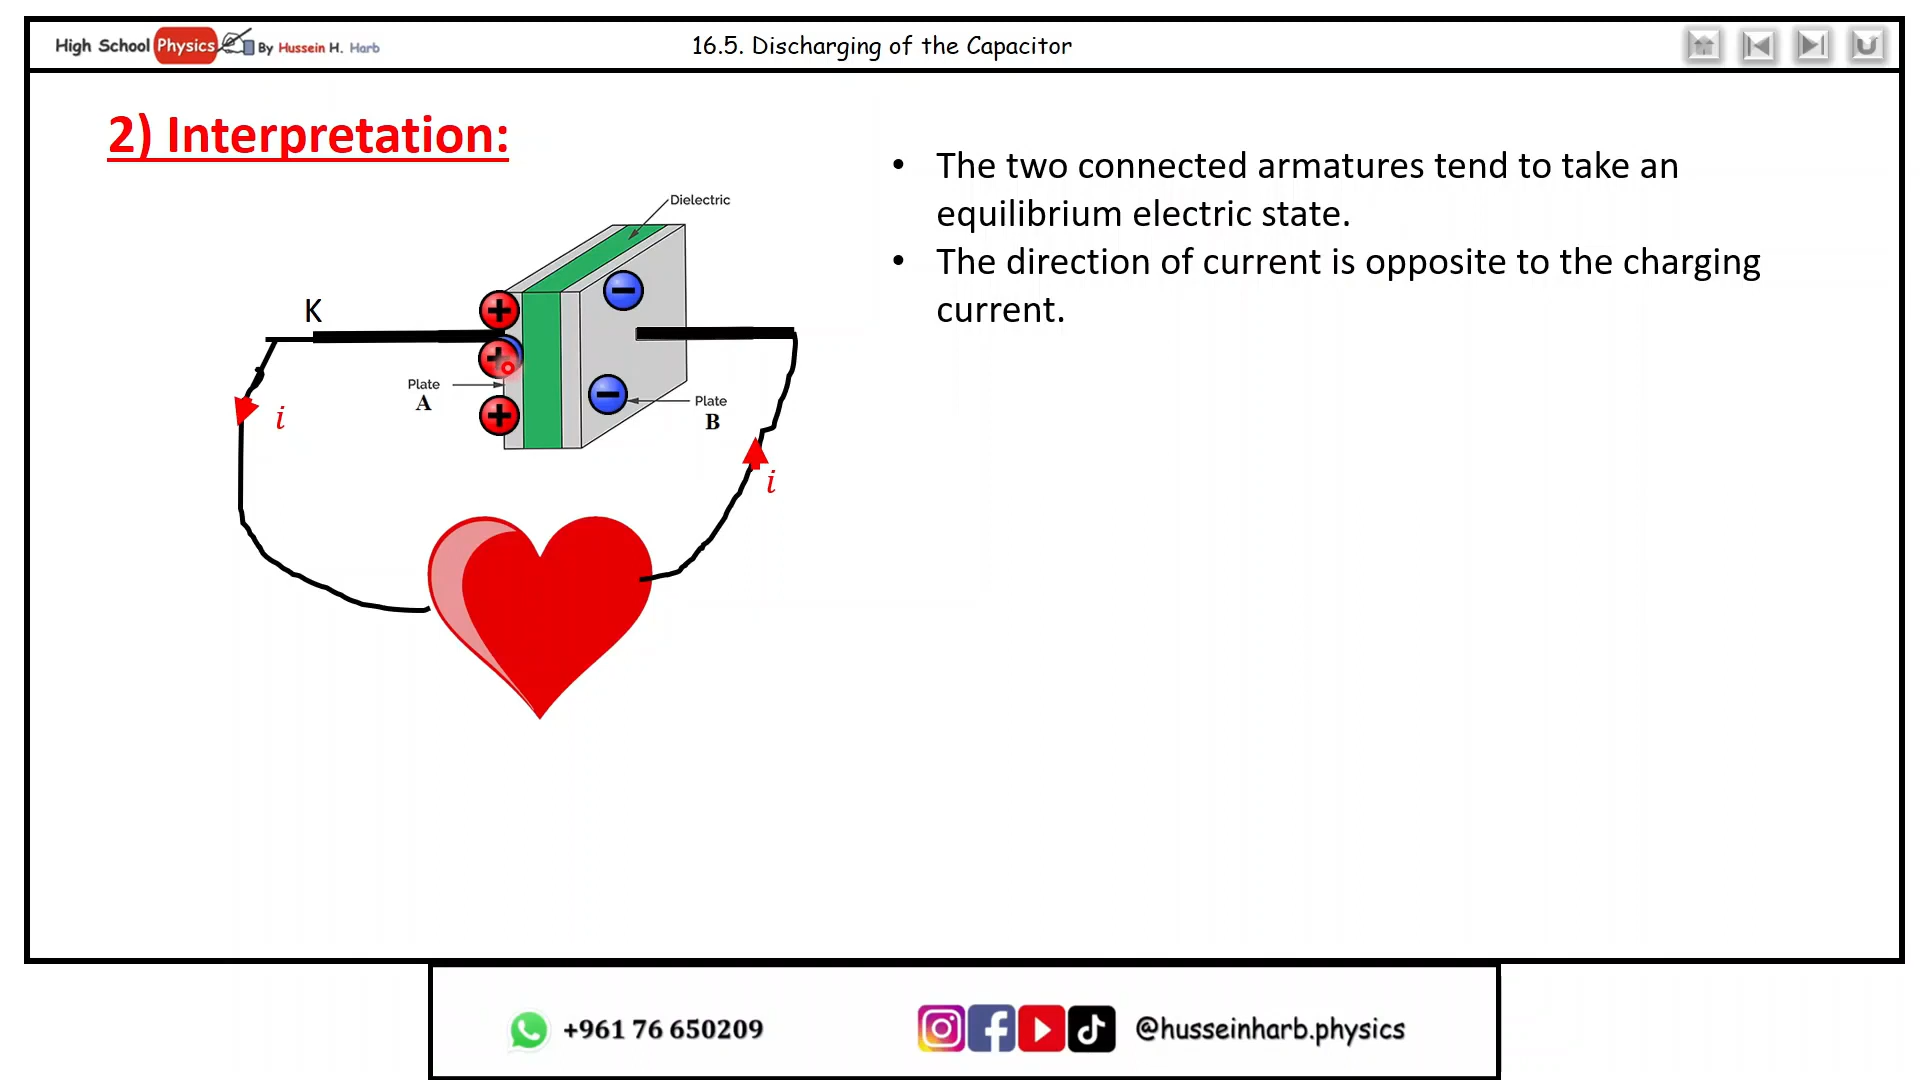 High School Physics By Hussein H. Harb
16.5. Discharging of the Capacitor
2) Interpretation:
• The two connected armatures tend to take an
equilibrium electric state.
• The direction of current is opposite to the charging
current.
Dielectric
K
Plate
A
Plate
B
i
i
+961 76 650209
@husseinharb.physics